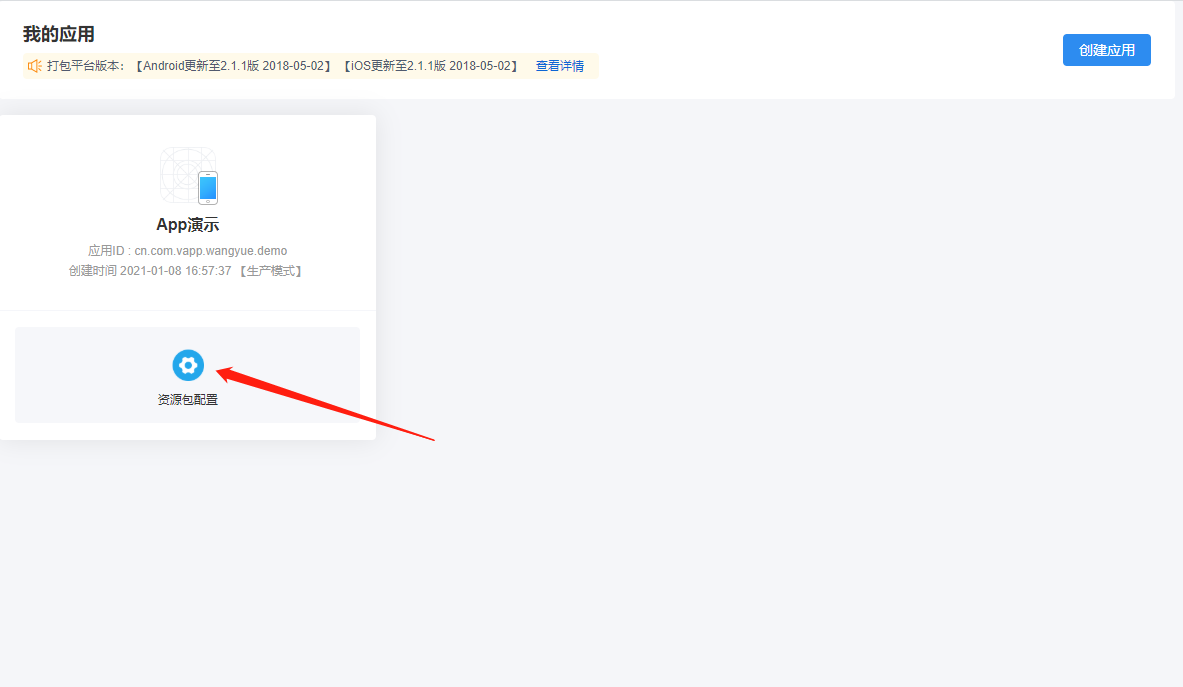 我的应用
打包平台版本: 【Android更新至2.1.1版 2018-05-02】 【iOS更新至2.1.1版 2018-05-02】 查看详情
创建应用
App演示
应用ID : cn.com.vapp.wangyue.demo
创建时间 2021-01-08 16:57:37 【生产模式】
资源包配置